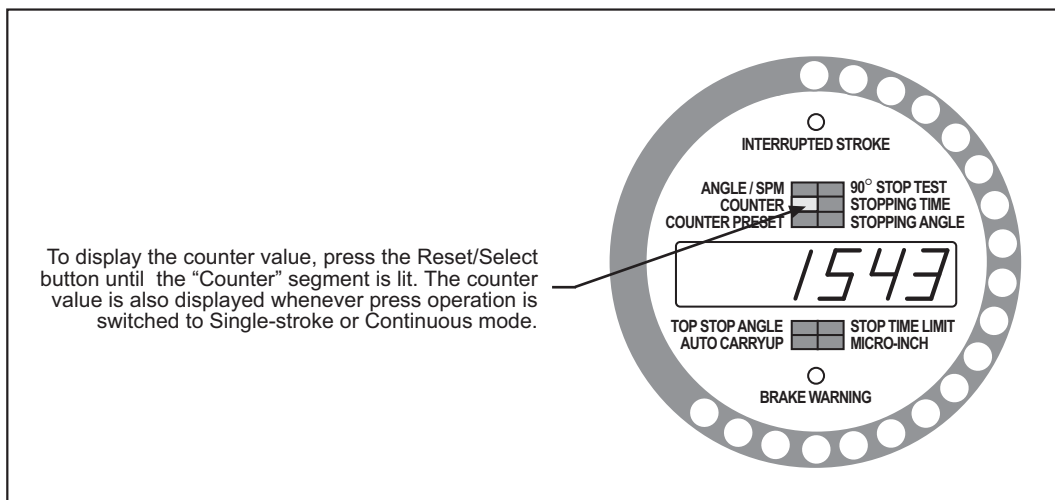 INTERRUPTED STROKE
ANGLE / SPM
COUNTER
COUNTER PRESET
90° STOP TEST
STOPPING TIME
STOPPING ANGLE
To display the counter value, press the Reset/Select
button until the “Counter” segment is lit. The counter
value is also displayed whenever press operation is
switched to Single-stroke or Continuous mode.
1543
TOP STOP ANGLE
AUTO CARRYUP
STOP TIME LIMIT
MICRO-INCH
BRAKE WARNING